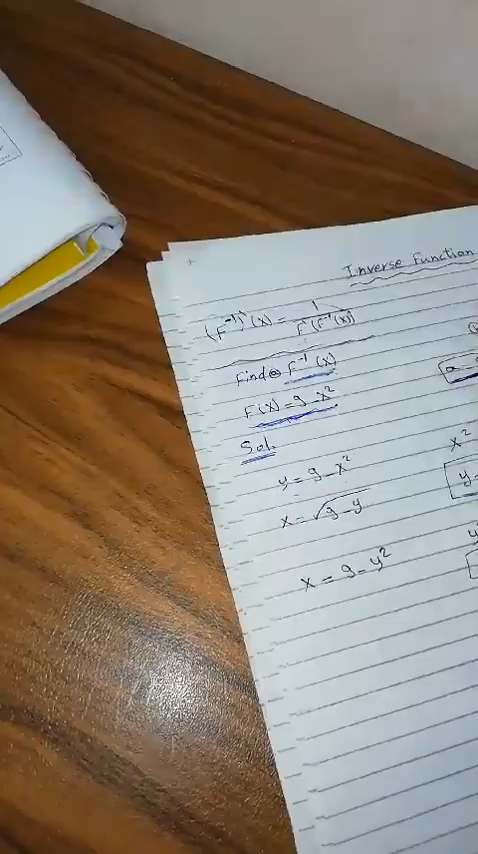 Inverse Function
(F⁻¹)'(x) = 1 / F'(F⁻¹(x))
Find @ F⁻¹(x)
F(x) = 9 - x²
Sol.
y = 9 - x²
x = √9 - y
x = 9 - y²
x²
y